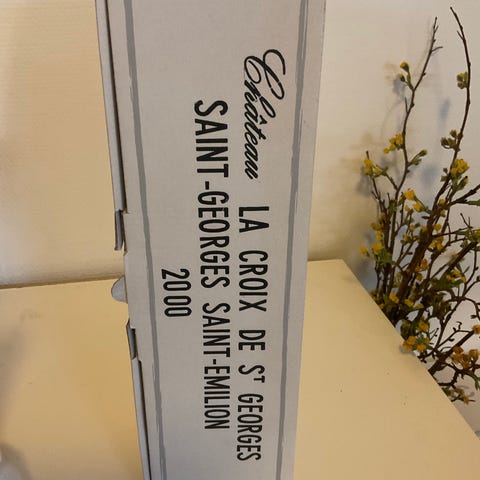 Château LA CROIX DE Sᵀ GEORGES
SAINT-GEORGES SAINT-EMILION
2000